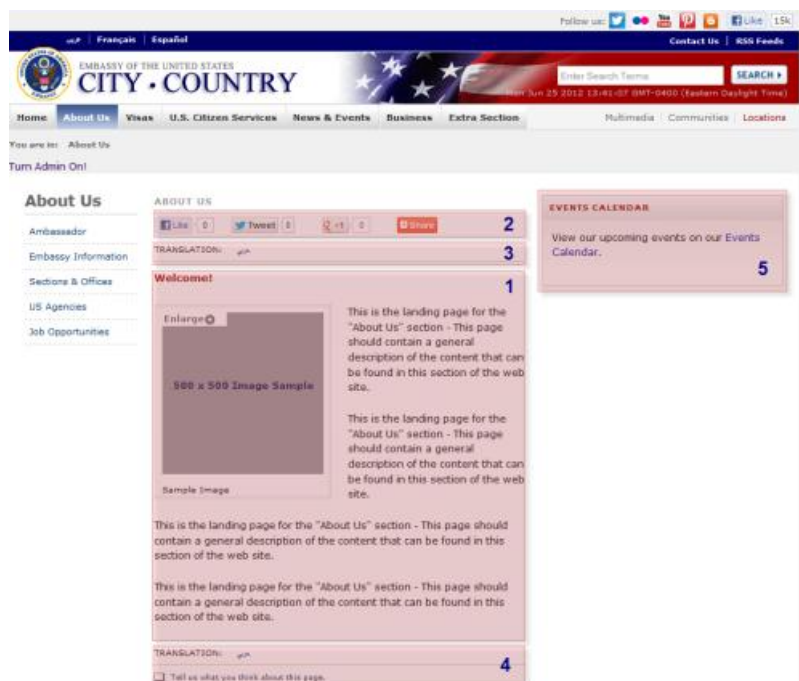 Follow us: You Tube Like 15k
Français | Español Contact Us | RSS Feeds
EMBASSY OF THE UNITED STATES
CITY • COUNTRY
Enter Search Terms SEARCH
Mon Jun 25 2012 13:41:07 GMT-0400 (Eastern Daylight Time)
Home About Us Visas U.S. Citizen Services News & Events Business Extra Section Multimedia | Communities | Locations
You are in: About Us
Turn Admin On!
About Us
Ambassador
Embassy Information
Sections & Offices
US Agencies
Job Opportunities
ABOUT US
Like 0 Tweet 0 +1 0 Share 2
TRANSLATION: 3
Welcome! 1
Enlarge
500 x 500 Image Sample
Sample Image
This is the landing page for the
"About Us" section - This page
should contain a general
description of the content that can
be found in this section of the web
site.
This is the landing page for the
"About Us" section - This page
should contain a general
description of the content that can
be found in this section of the web
site.
This is the landing page for the "About Us" section - This page should
contain a general description of the content that can be found in this
section of the web site.
This is the landing page for the "About Us" section - This page should
contain a general description of the content that can be found in this
section of the web site.
TRANSLATION: 4
Tell us what you think about this page.
EVENTS CALENDAR
View our upcoming events on our Events
Calendar.
5